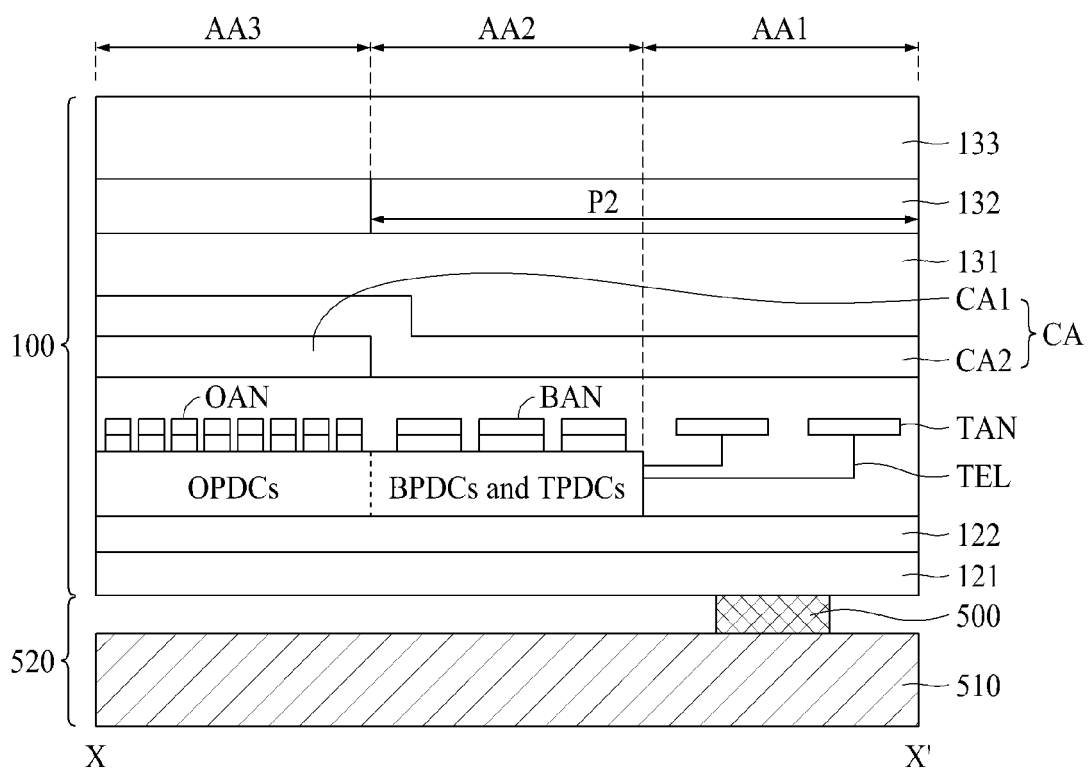 AA3 AA2 AA1
133
P2 132
131
CA1
CA
100
CA2
OAN BAN
TAN
TEL
OPDCs BPDCs and TPDCs
122
121
500
520
510
X X'